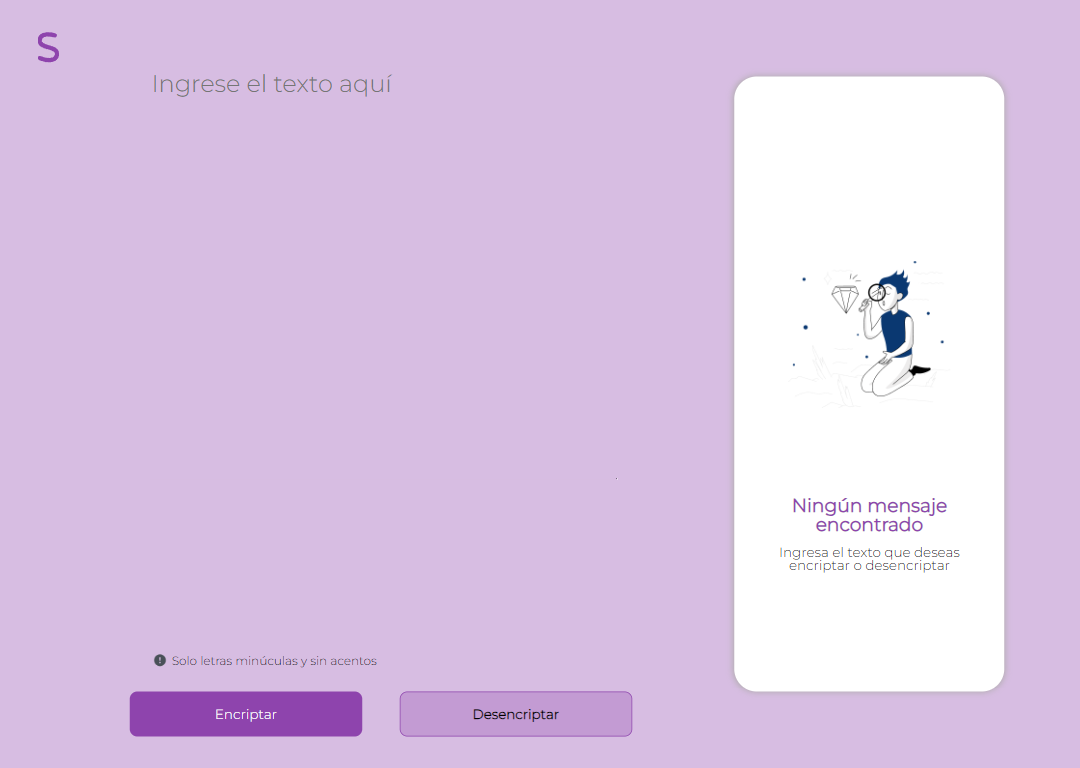 S
Ingrese el texto aquí
Ningún mensaje
encontrado
Ingresa el texto que deseas
encriptar o desencriptar
Solo letras minúculas y sin acentos
Encriptar
Desencriptar